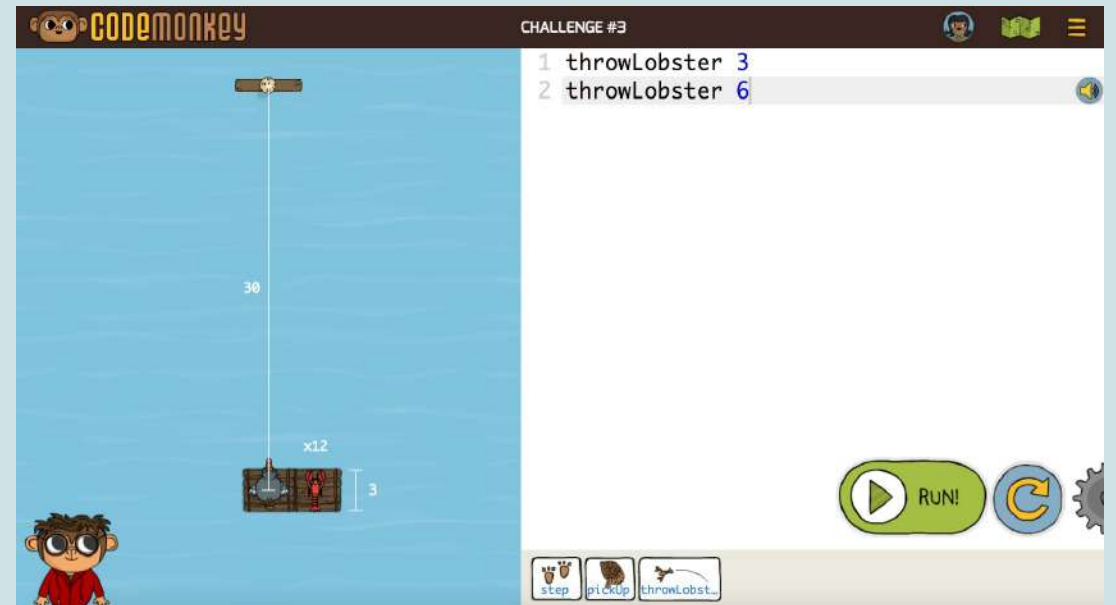 CODEMONKEY
CHALLENGE #3
1 throwLobster 3
2 throwLobster 6
30
x12
3
RUN!
step
pickUp
throwLobst…